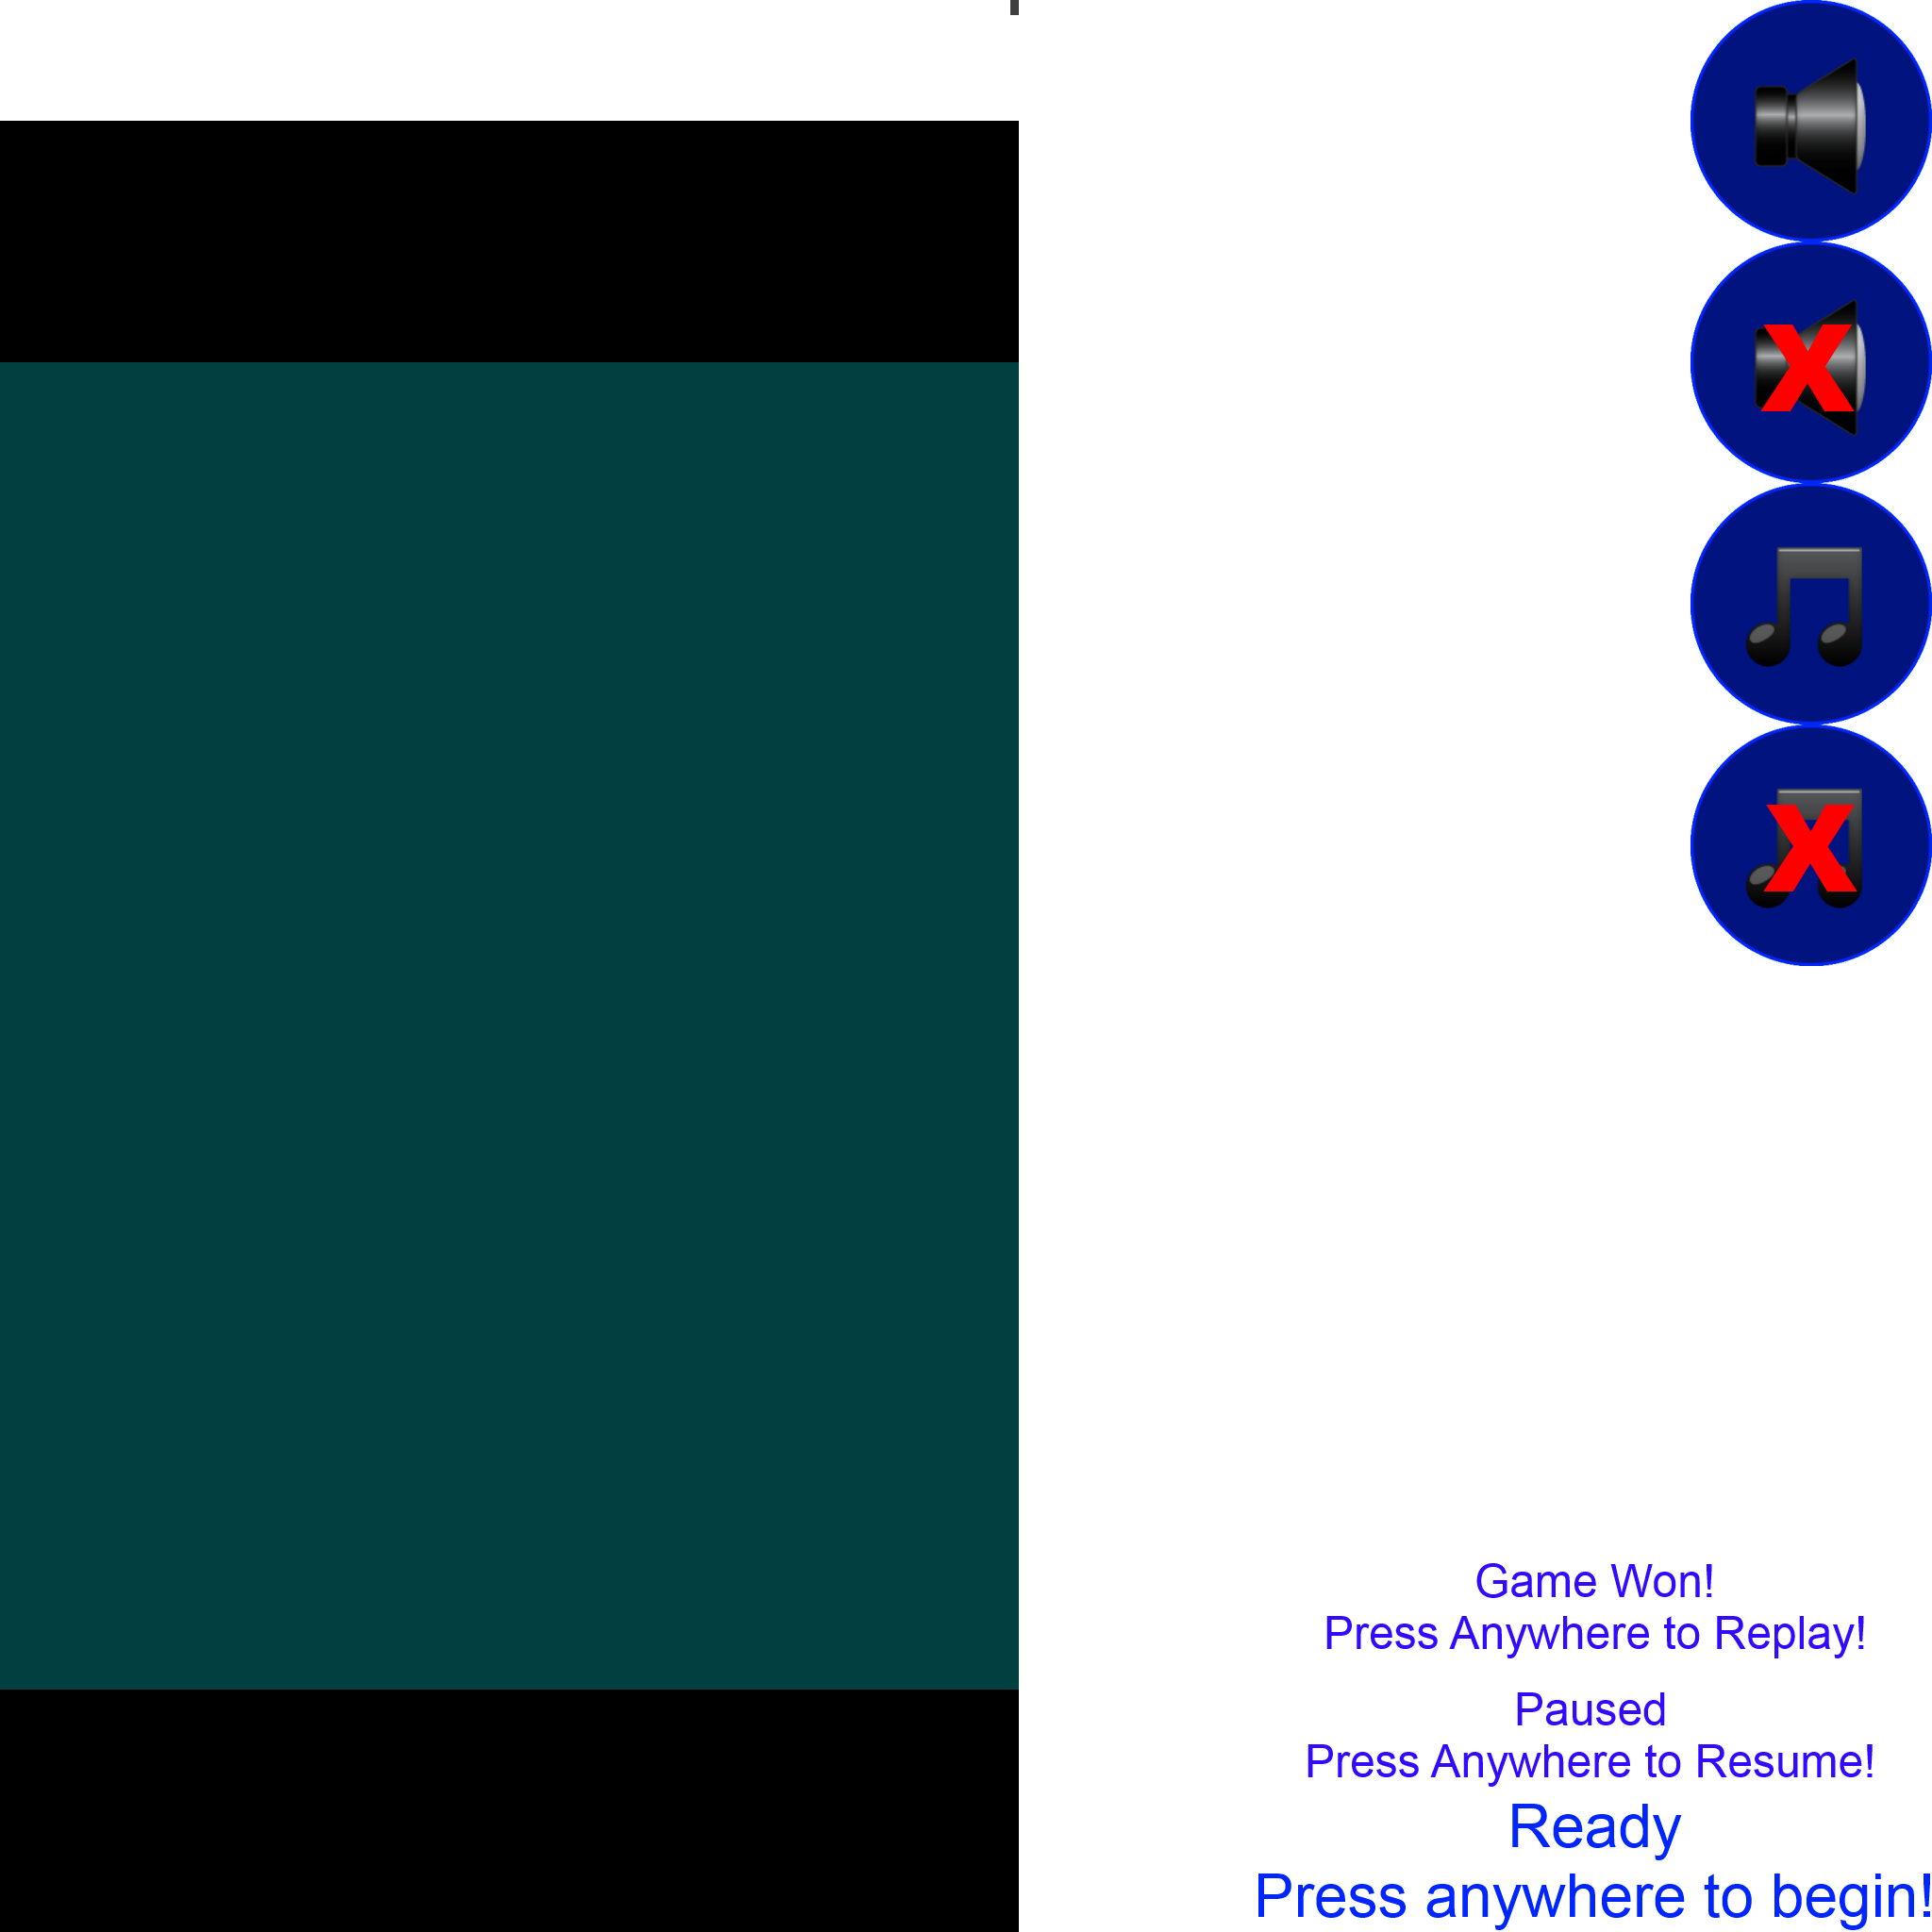 X
X
Game Won!
Press Anywhere to Replay!
Paused
Press Anywhere to Resume!
Ready
Press anywhere to begin!